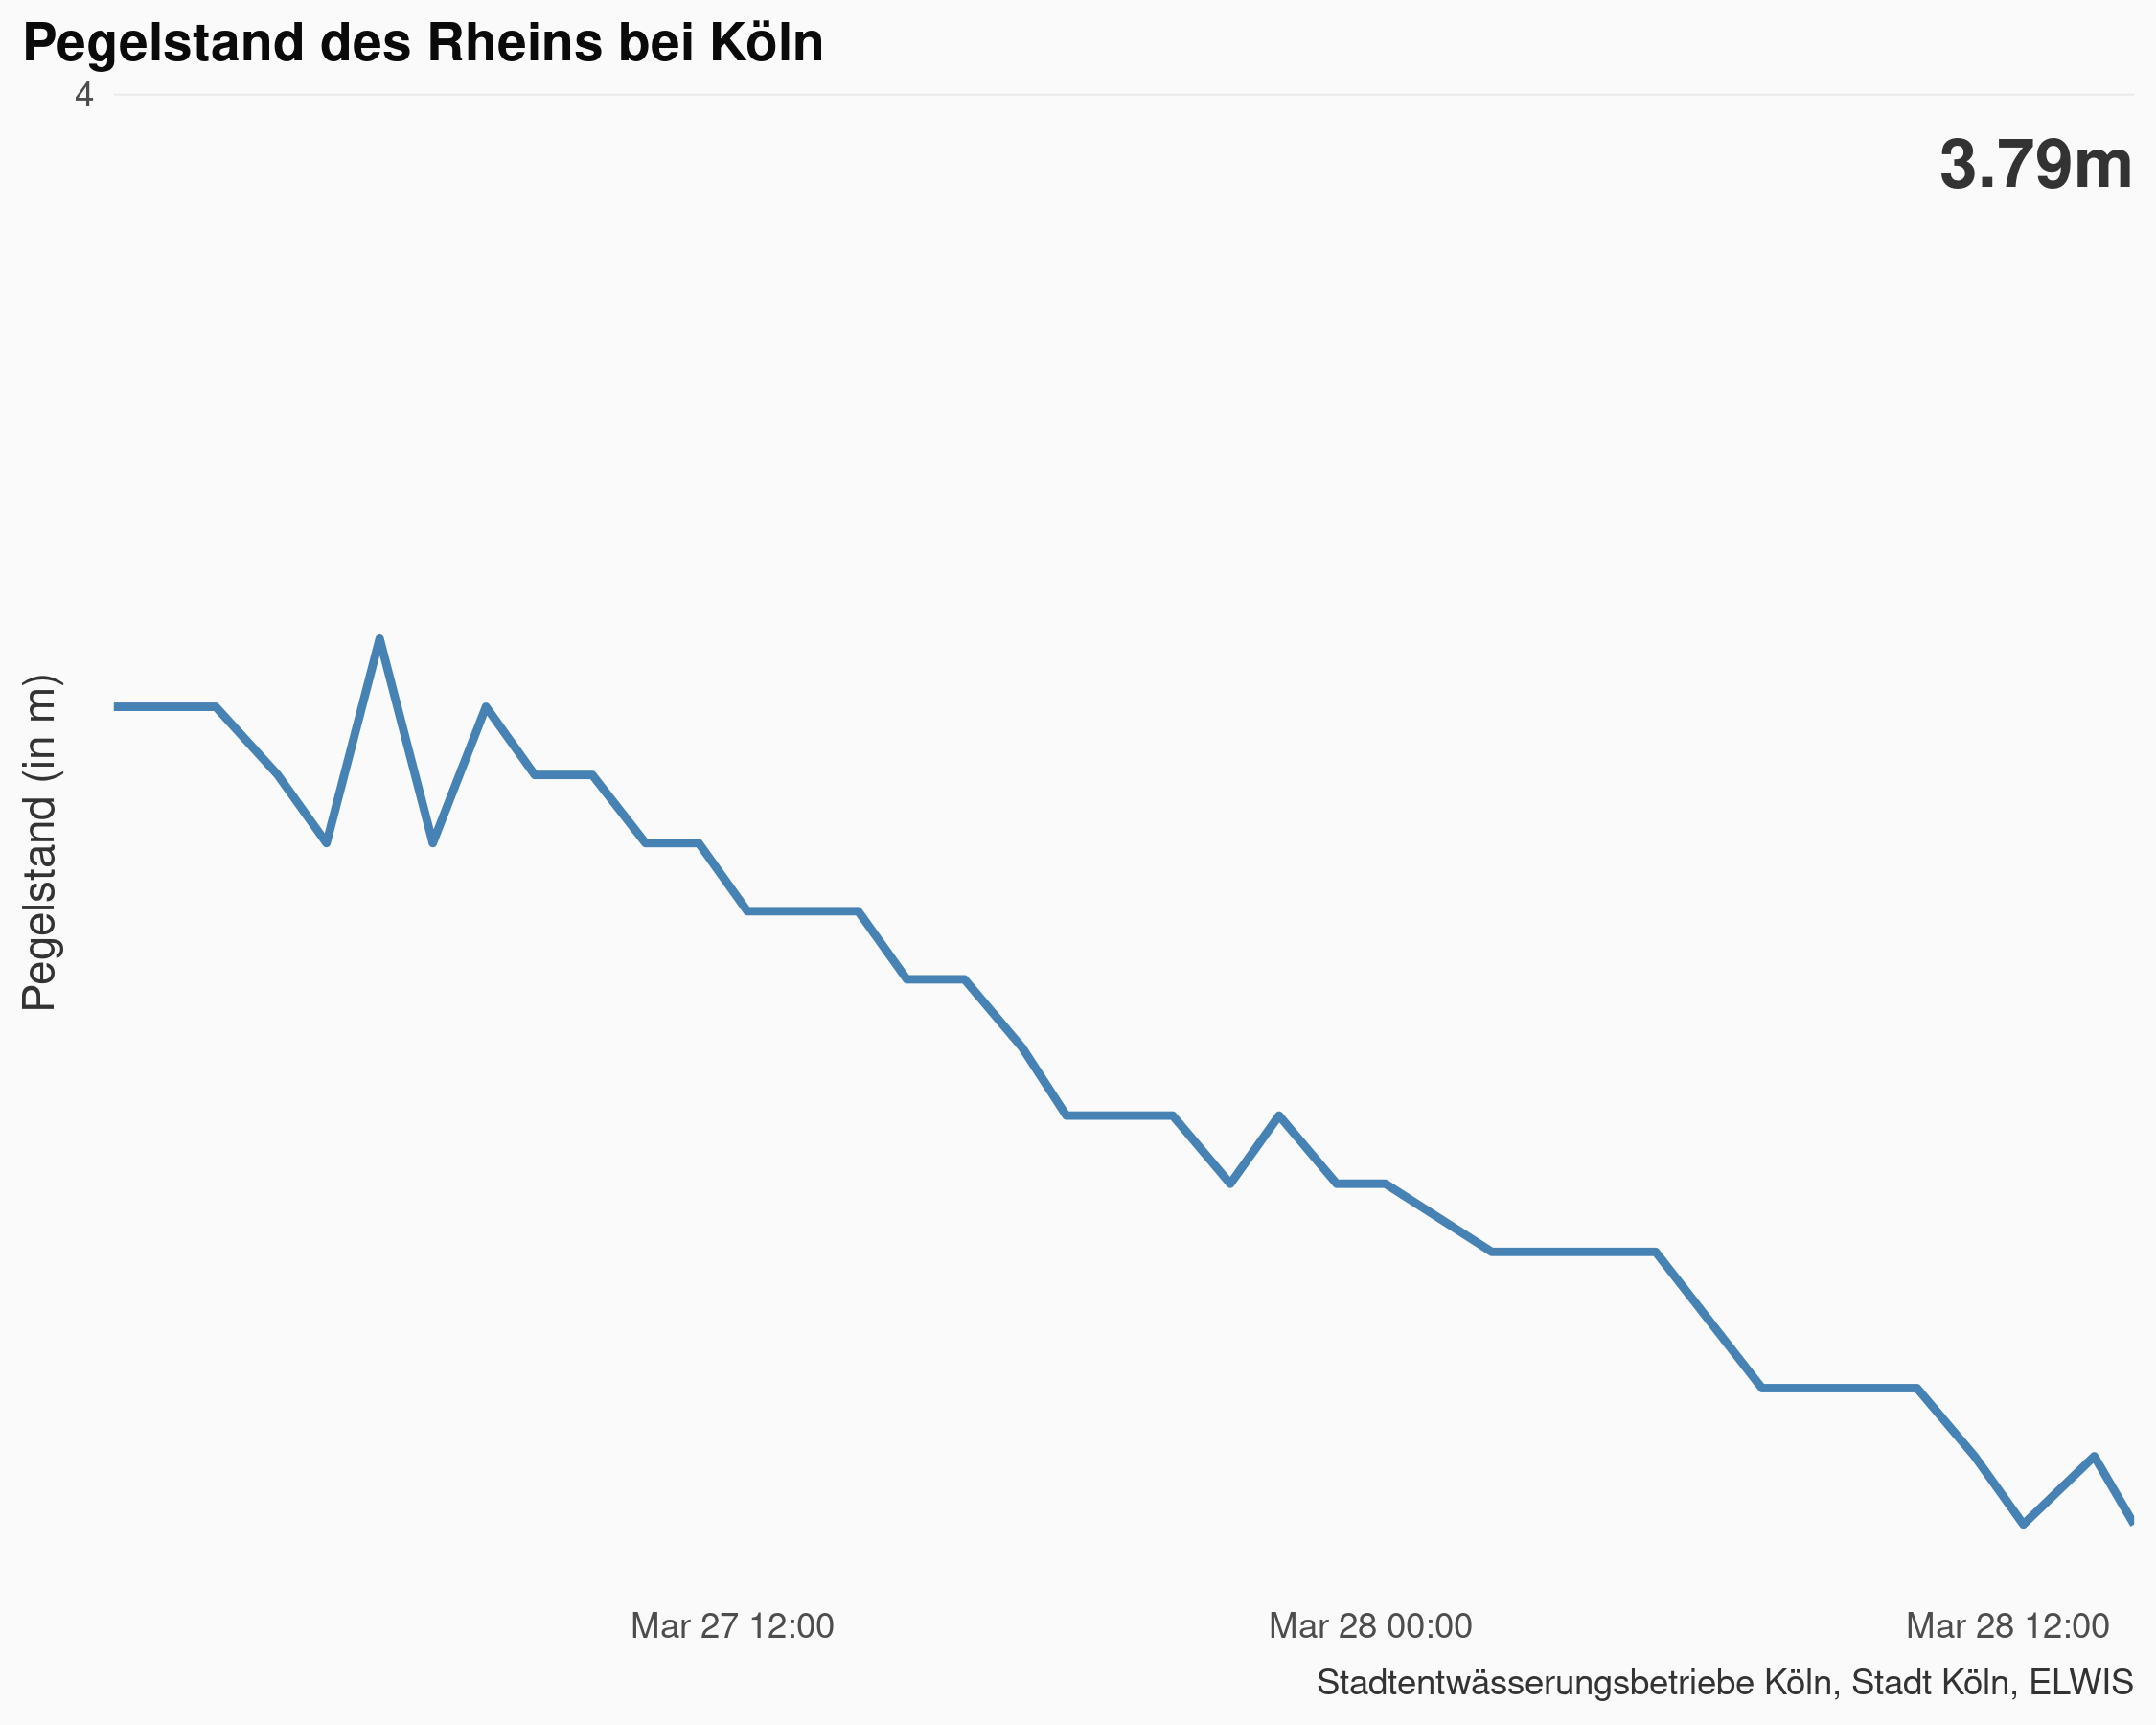 Pegelstand des Rheins bei Köln
4
3.79m
Pegelstand (in m)
Mar 27 12:00
Mar 28 00:00
Mar 28 12:00
Stadtentwässerungsbetriebe Köln, Stadt Köln, ELWIS